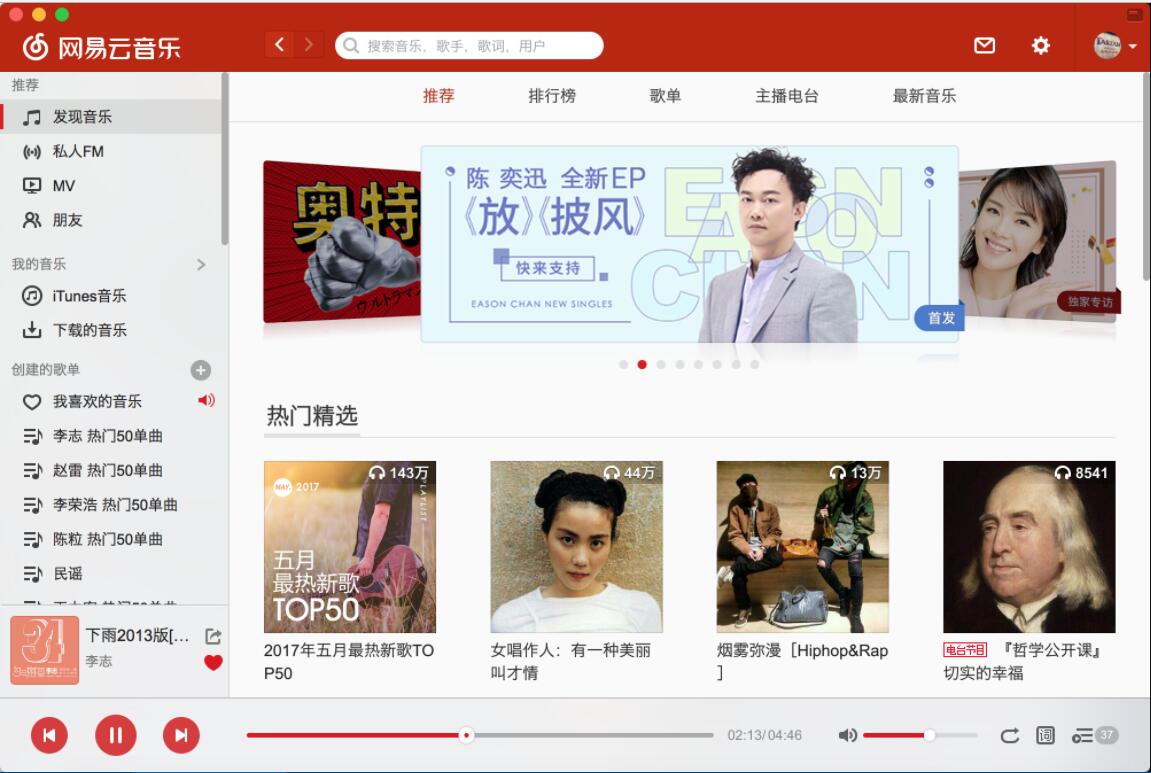 网易云音乐
搜索音乐，歌手，歌词，用户
推荐
发现音乐
私人FM
MV
朋友
我的音乐
iTunes音乐
下载的音乐
创建的歌单
我喜欢的音乐
李志 热门50单曲
赵雷 热门50单曲
李荣浩 热门50单曲
陈粒 热门50单曲
民谣
下雨2013版[...
李志
推荐
排行榜
歌单
主播电台
最新音乐
奥特
ウルトラマン
陈 奕迅 全新EP
《放》《披风》
快来支持
EASON CHAN NEW SINGLES
EASON
CHAN
首发
独家专访
热门精选
143万
MAY. 2017
PLAYLIST
五月
最热新歌
TOP50
2017年五月最热新歌TO
P50
44万
女唱作人：有一种美丽
叫才情
13万
烟雾弥漫［Hiphop&Rap
］
8541
电台节目 『哲学公开课』
切实的幸福
02:13/04:46
词
37